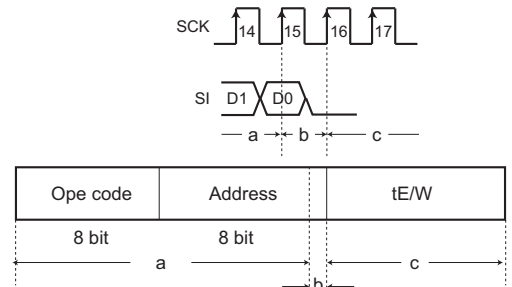 SCK 14 15 16 17
SI D1 D0
a b c
Ope code Address tE/W
8 bit 8 bit
a c
b